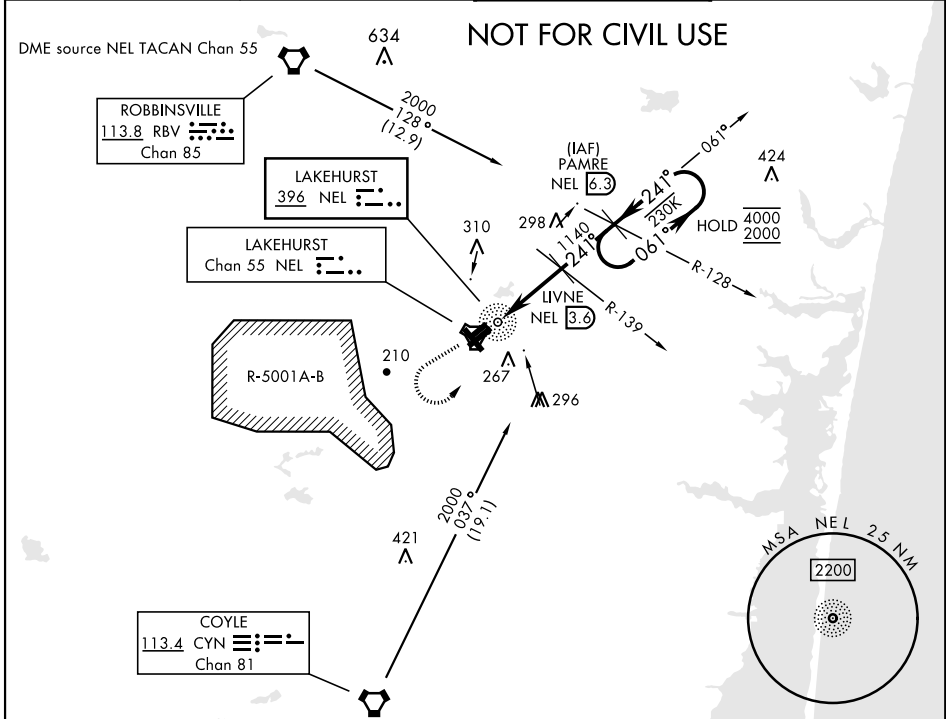 NOT FOR CIVIL USE
DME source NEL TACAN Chan 55
634
ROBBINSVILLE
113.8 RBV
Chan 85
2000
128°
(12.9)
LAKEHURST
396 NEL
LAKEHURST
Chan 55 NEL
(IAF)
PAMRE
NEL 6.3
061°
424
241°
230K
061°
HOLD 4000
2000
298
310
1140
241°
R-128
LIVNE
NEL 3.6
R-139
R-5001A-B
210
267
296
2000
037°
(19.1)
421
COYLE
113.4 CYN
Chan 81
MSA NEL 25 NM
2200